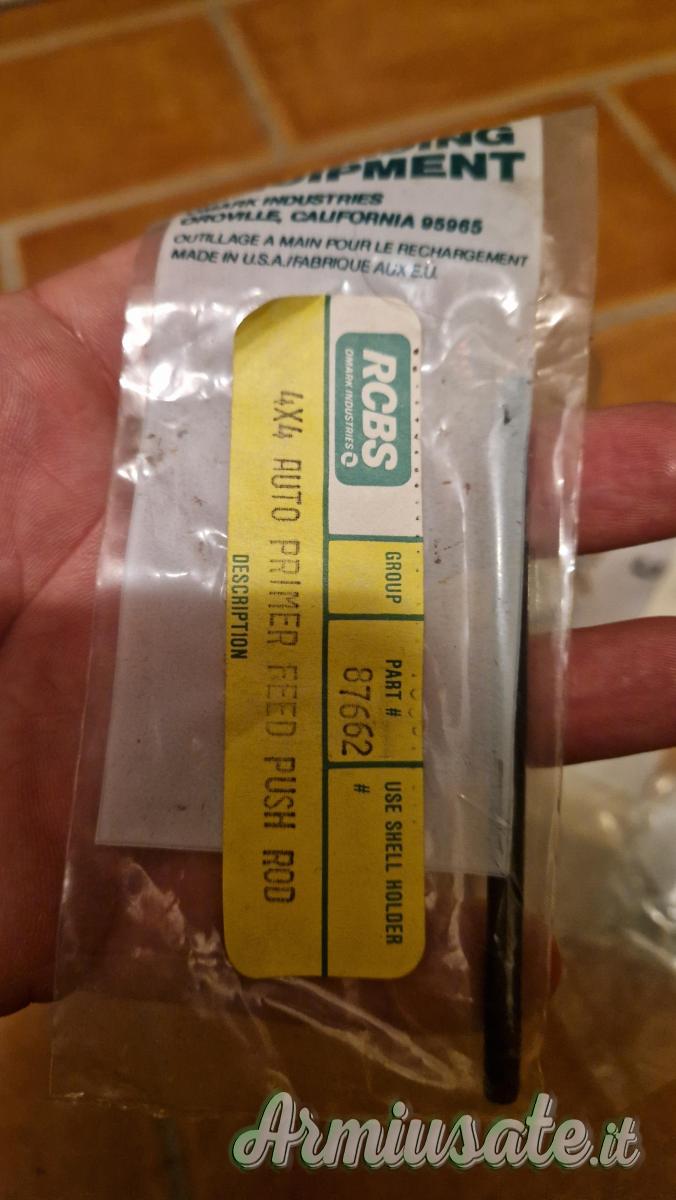 EQUIPMENT
OMARK INDUSTRIES
OROVILLE, CALIFORNIA 95965
OUTILLAGE A MAIN POUR LE RECHARGEMENT
MADE IN U.S.A./FABRIQUE AUX E.U.
RCBS
OMARK INDUSTRIES
GROUP
PART #
87662
USE SHELL HOLDER
#
4X4 AUTO PRIMER FEED PUSH ROD
DESCRIPTION
Armiusate.it